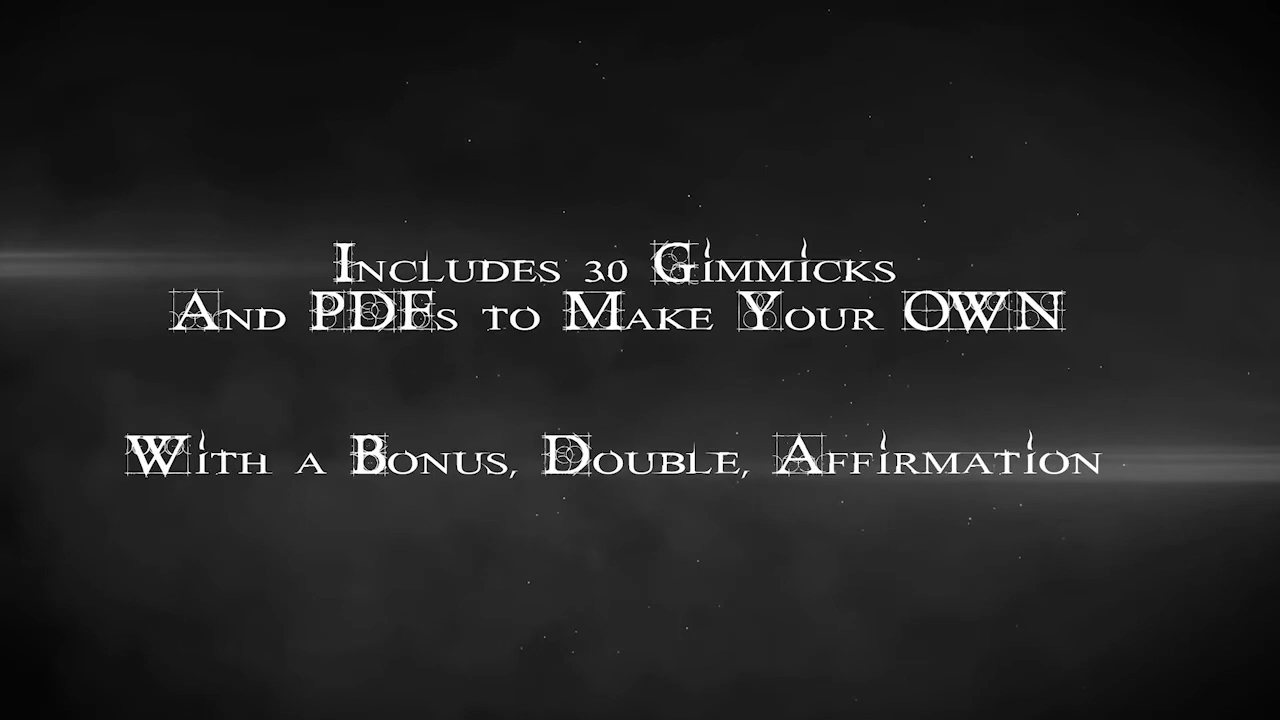 Includes 30 Gimmicks
And PDFs to Make Your OWN
With a Bonus, Double, Affirmation